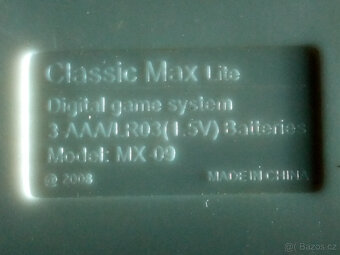 Classic Max Lite
Digital game system
3 AAA/LR03(1.5V) Batteries
Model: MX-09
© 2008 MADE IN CHINA
Bazos.cz